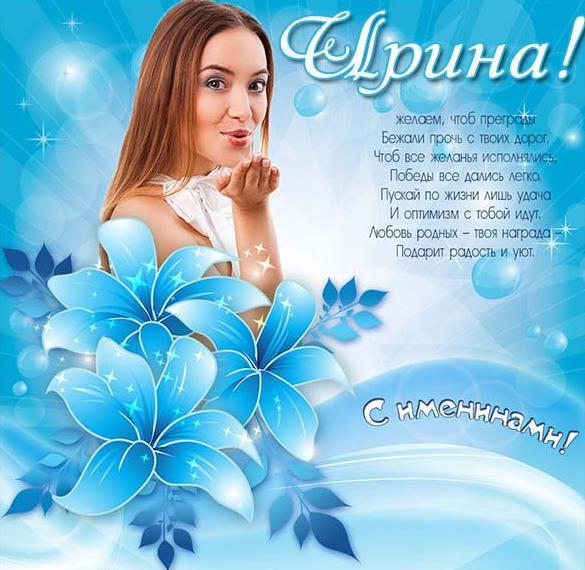 Ирина!
желаем, чтоб преграды
Бежали прочь с твоих дорог,
Чтоб все желанья исполнялись,
Победы все дались легко.
Пускай по жизни лишь удача
И оптимизм с тобой идут.
Любовь родных – твоя награда –
Подарит радость и уют.
С именинами!